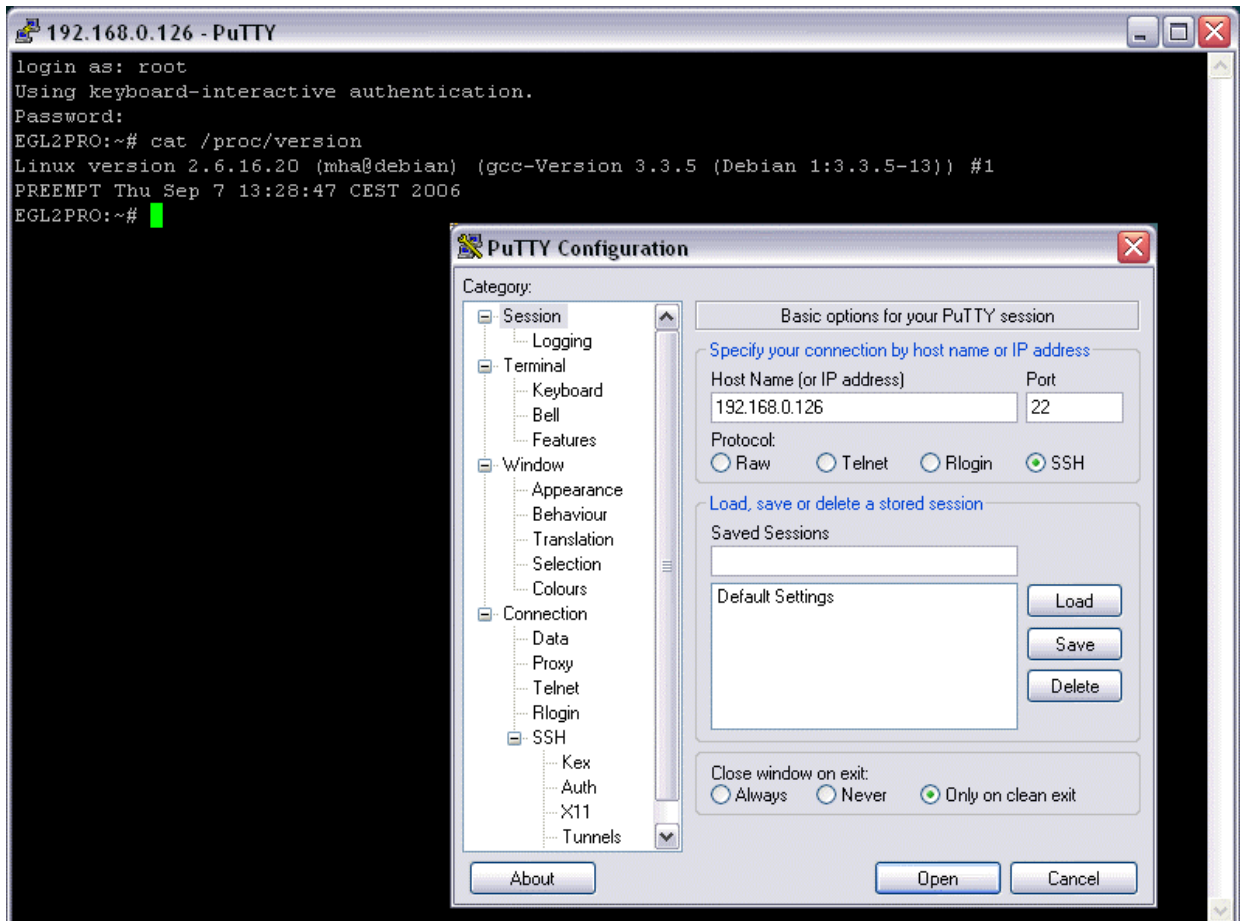 192.168.0.126 - PuTTY
login as: root
Using keyboard-interactive authentication.
Password:
EGL2PRO:~# cat /proc/version
Linux version 2.6.16.20 (mha@debian) (gcc-Version 3.3.5 (Debian 1:3.3.5-13)) #1
PREEMPT Thu Sep 7 13:28:47 CEST 2006
EGL2PRO:~#
PuTTY Configuration
Category:
Session
Logging
Terminal
Keyboard
Bell
Features
Window
Appearance
Behaviour
Translation
Selection
Colours
Connection
Data
Proxy
Telnet
Rlogin
SSH
Kex
Auth
X11
Tunnels
Basic options for your PuTTY session
Specify your connection by host name or IP address
Host Name (or IP address) Port
192.168.0.126 22
Protocol:
Raw Telnet Rlogin SSH
Load, save or delete a stored session
Saved Sessions
Default Settings
Load
Save
Delete
Close window on exit:
Always Never Only on clean exit
About Open Cancel